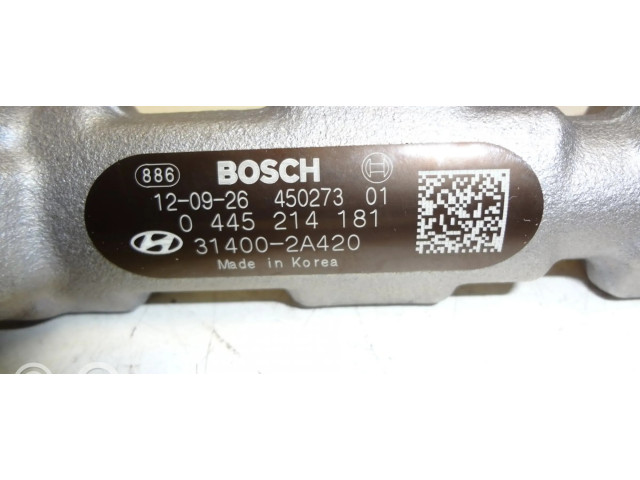 886 BOSCH
12-09-26 450273 01
0 445 214 181
31400-2A420
Made in Korea